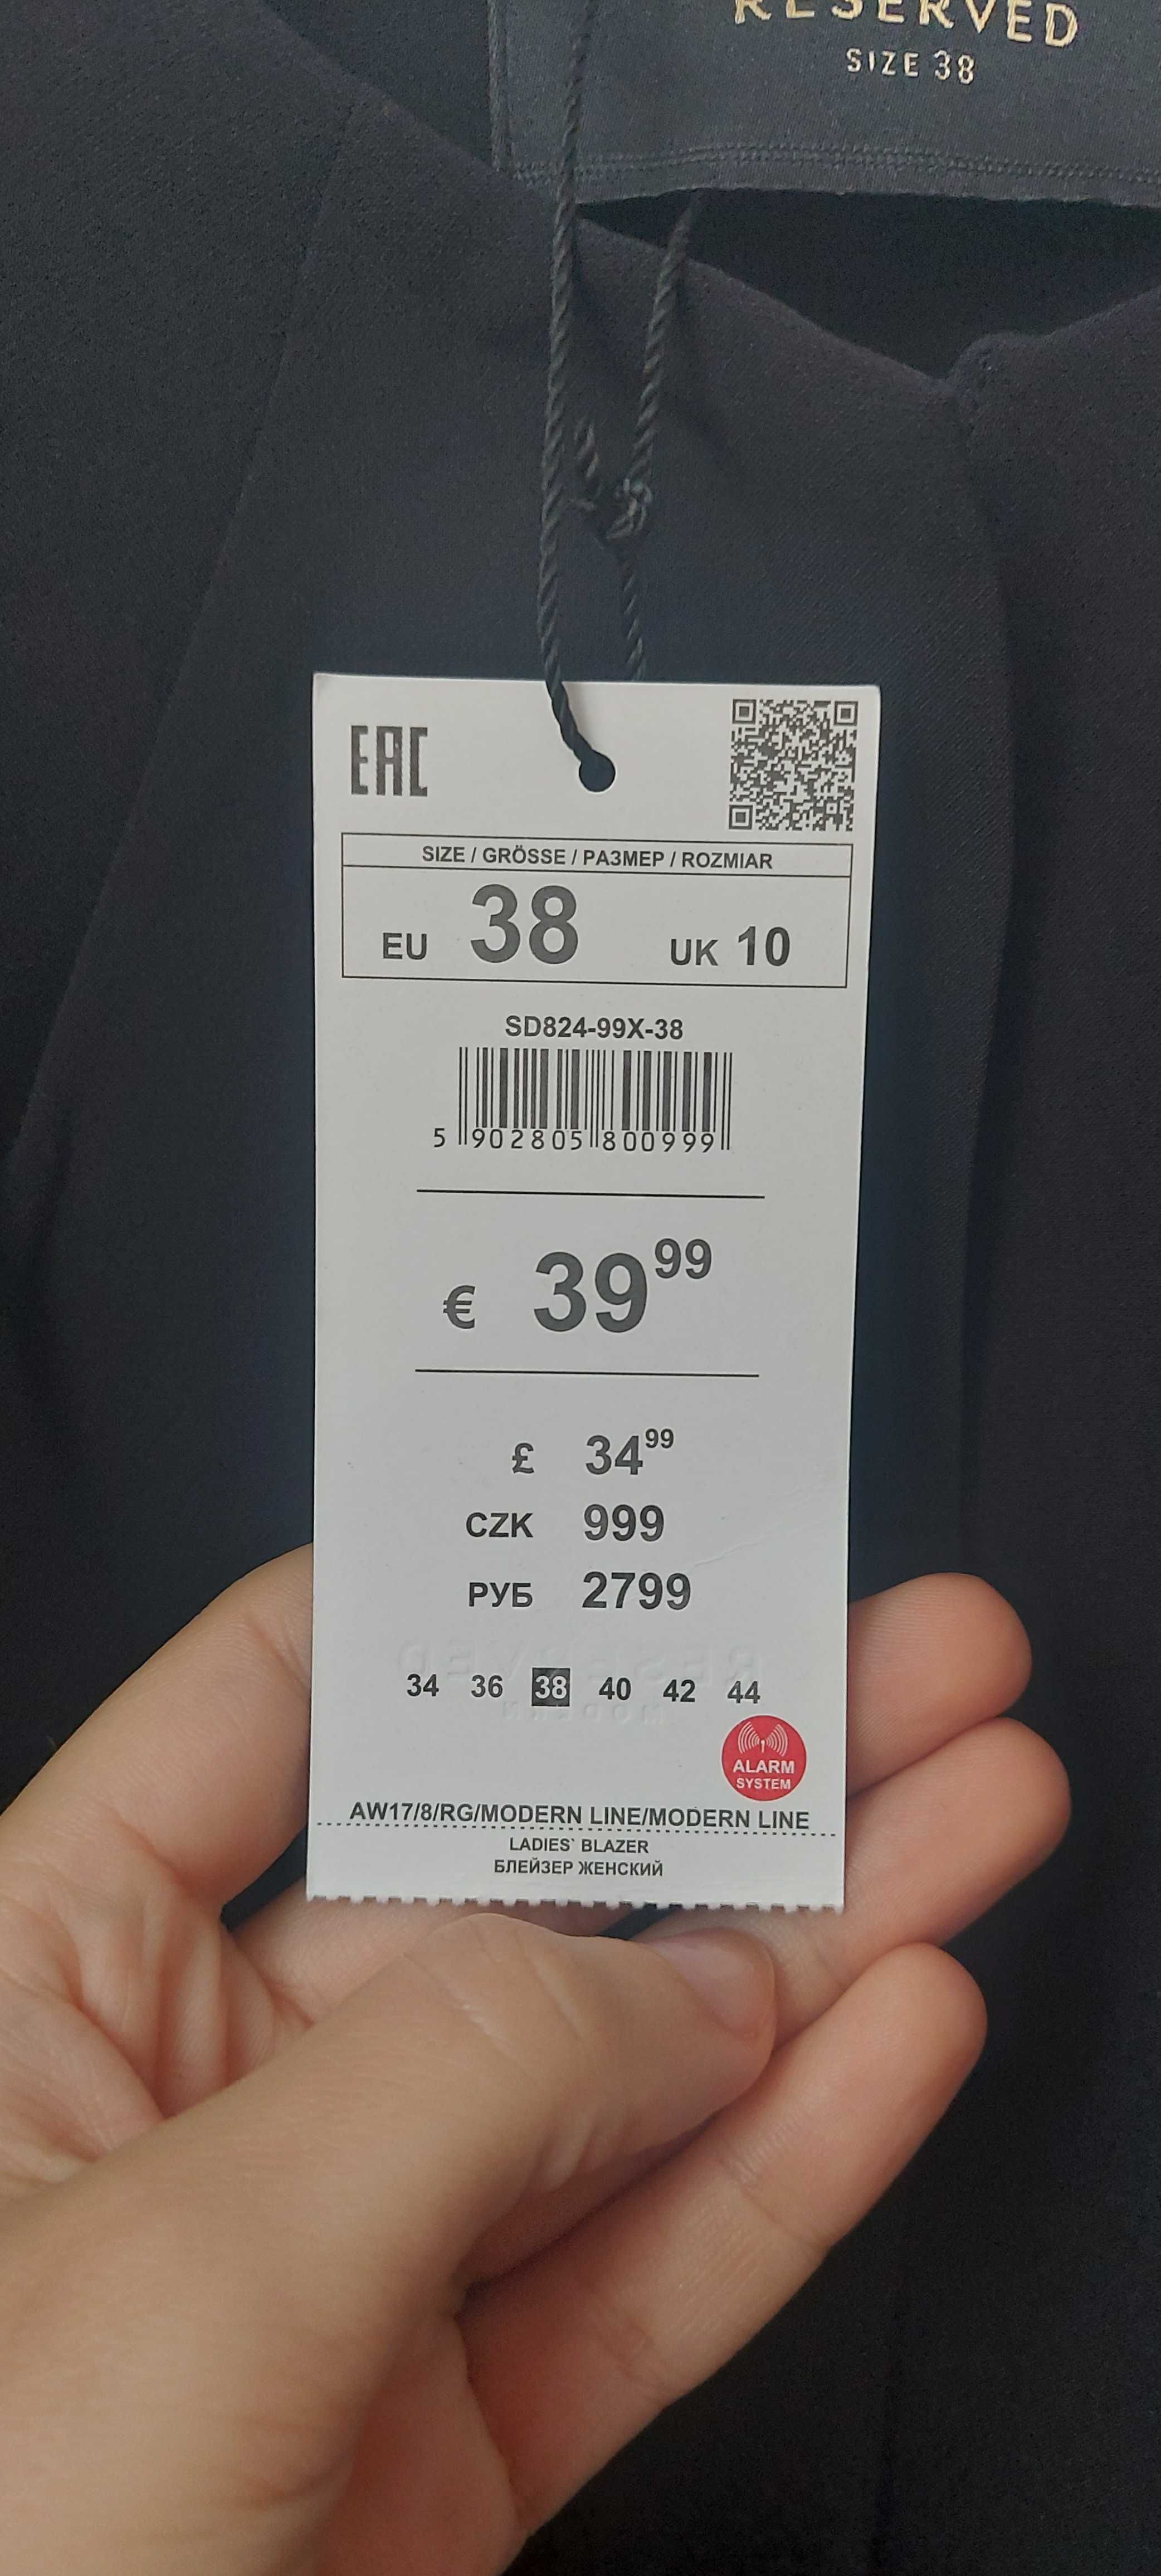 RESERVED
SIZE 38
EAC
SIZE / GRÖSSE / РАЗМЕР / ROZMIAR
EU 38 UK 10
SD824-99X-38
5 902805 800999
€ 39 99
£ 34 99
CZK 999
РУБ 2799
RESERVED
MODERN
34 36 38 40 42 44
ALARM
SYSTEM
AW17/8/RG/MODERN LINE/MODERN LINE
LADIES` BLAZER
БЛЕЙЗЕР ЖЕНСКИЙ